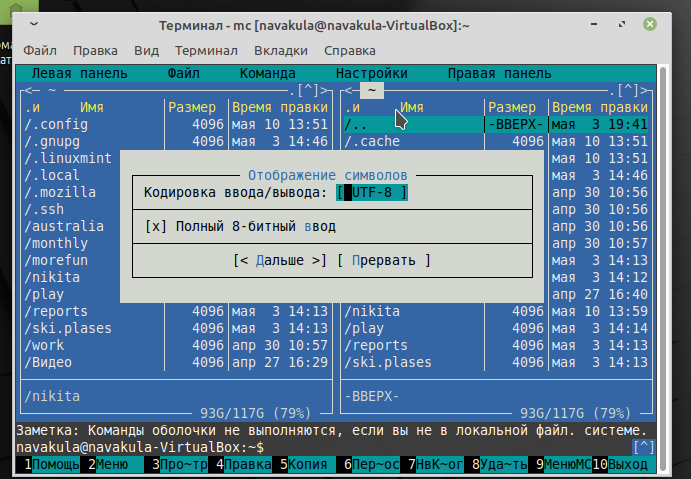 Терминал - mc [navakula@navakula-VirtualBox]:~
Файл Правка Вид Терминал Вкладки Справка
Левая панель Файл Команда Настройки Правая панель
<─ ~ .[^]> <─ ~ .[^]>
.и Имя Размер Время правки .и Имя Размер Время правки
/.config 4096 мая 10 13:51 /.. -ВВЕРХ- мая 3 19:41
/.gnupg 4096 мая 3 14:46 /.cache 4096 мая 10 13:51
/.linuxmint мая 10 13:51
/.local Отображение символов мая 3 14:46
/.mozilla Кодировка ввода/вывода: [ UTF-8 ] апр 30 10:56
/.ssh апр 30 10:56
/australia [x] Полный 8-битный ввод апр 30 10:56
/monthly апр 30 10:57
/morefun [< Дальше >] [ Прервать ] мая 3 14:13
/nikita мая 3 14:12
/play апр 27 16:40
/reports 4096 мая 3 14:13 /nikita 4096 мая 10 13:59
/ski.plases 4096 мая 3 14:13 /play 4096 мая 3 14:14
/work 4096 апр 30 10:57 /reports 4096 мая 3 14:13
/Видео 4096 апр 27 16:29 /ski.plases 4096 мая 3 14:13
/nikita -ВВЕРХ-
93G/117G (79%) 93G/117G (79%)
Заметка: Команды оболочки не выполняются, если вы не в локальной файл. системе.
navakula@navakula-VirtualBox:~$ [^]
1Помощь 2Меню 3Про~тр 4Правка 5Копия 6Пер~ос 7НвК~ог 8Уда~ть 9МенюMC 10Выход